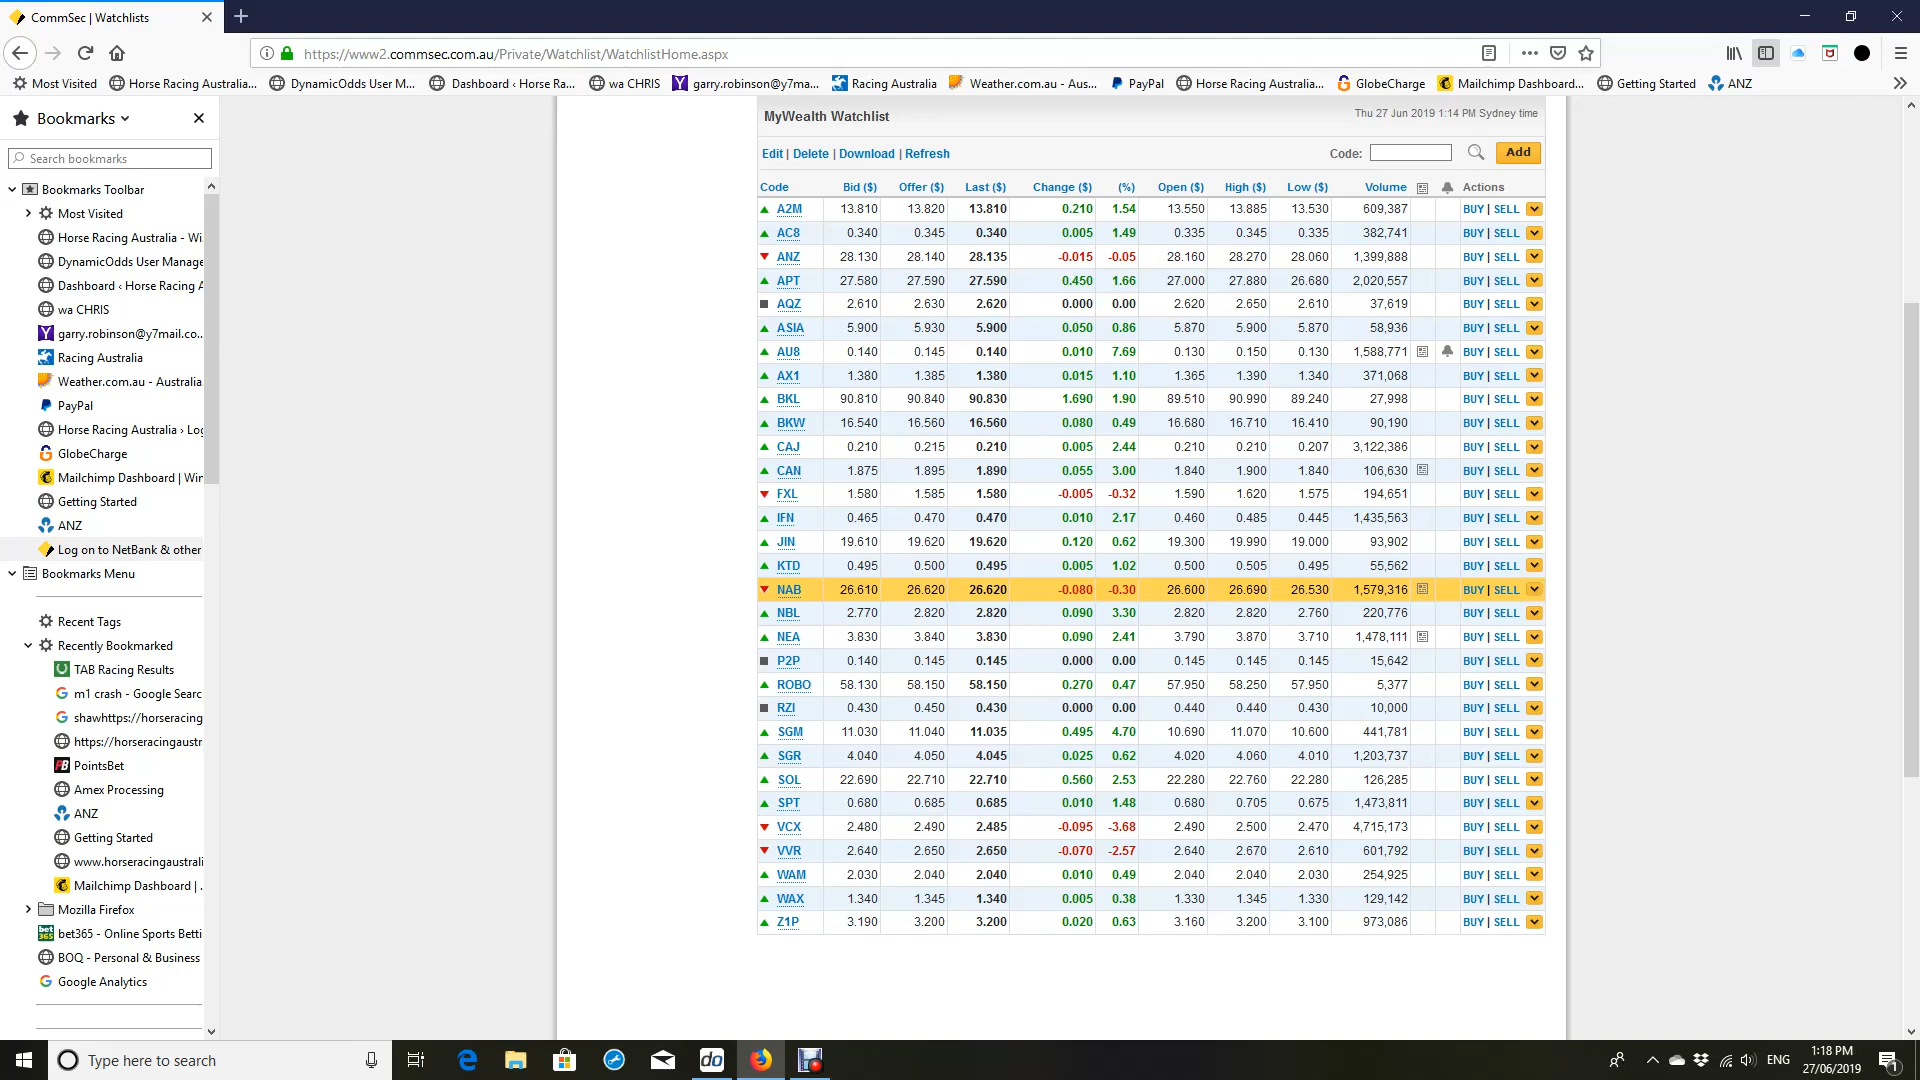 CommSec | Watchlists
https://www2.commsec.com.au/Private/Watchlist/WatchlistHome.aspx
Most Visited Horse Racing Australia... DynamicOdds User M... Dashboard ‹ Horse Ra... wa CHRIS garry.robinson@y7ma... Racing Australia Weather.com.au - Aus... PayPal Horse Racing Australia... GlobeCharge Mailchimp Dashboard... Getting Started ANZ
Bookmarks
Search bookmarks
Bookmarks Toolbar
Most Visited
Horse Racing Australia - Wi
DynamicOdds User Manage
Dashboard ‹ Horse Racing A
wa CHRIS
garry.robinson@y7mail.co...
Racing Australia
Weather.com.au - Australia
PayPal
Horse Racing Australia › Log
GlobeCharge
Mailchimp Dashboard | Win
Getting Started
ANZ
Log on to NetBank & other
Bookmarks Menu
Recent Tags
Recently Bookmarked
TAB Racing Results
m1 crash - Google Searc
shawhttps://horseracing
https://horseracingaustr
PointsBet
Amex Processing
ANZ
Getting Started
www.horseracingaustrali
Mailchimp Dashboard | .
Mozilla Firefox
bet365 - Online Sports Betti
BOQ - Personal & Business
Google Analytics
MyWealth Watchlist Thu 27 Jun 2019 1:14 PM Sydney time
Edit | Delete | Download | Refresh Code: Add
Code Bid ($) Offer ($) Last ($) Change ($) (%) Open ($) High ($) Low ($) Volume Actions
A2M 13.810 13.820 13.810 0.210 1.54 13.550 13.885 13.530 609,387 BUY | SELL
AC8 0.340 0.345 0.340 0.005 1.49 0.335 0.345 0.335 382,741 BUY | SELL
ANZ 28.130 28.140 28.135 -0.015 -0.05 28.160 28.270 28.060 1,399,888 BUY | SELL
APT 27.580 27.590 27.590 0.450 1.66 27.000 27.880 26.680 2,020,557 BUY | SELL
AQZ 2.610 2.630 2.620 0.000 0.00 2.620 2.650 2.610 37,619 BUY | SELL
ASIA 5.900 5.930 5.900 0.050 0.86 5.870 5.900 5.870 58,936 BUY | SELL
AU8 0.140 0.145 0.140 0.010 7.69 0.130 0.150 0.130 1,588,771 BUY | SELL
AX1 1.380 1.385 1.380 0.015 1.10 1.365 1.390 1.340 371,068 BUY | SELL
BKL 90.810 90.840 90.830 1.690 1.90 89.510 90.990 89.240 27,998 BUY | SELL
BKW 16.540 16.560 16.560 0.080 0.49 16.680 16.710 16.410 90,190 BUY | SELL
CAJ 0.210 0.215 0.210 0.005 2.44 0.210 0.210 0.207 3,122,386 BUY | SELL
CAN 1.875 1.895 1.890 0.055 3.00 1.840 1.900 1.840 106,630 BUY | SELL
FXL 1.580 1.585 1.580 -0.005 -0.32 1.590 1.620 1.575 194,651 BUY | SELL
IFN 0.465 0.470 0.470 0.010 2.17 0.460 0.485 0.445 1,435,563 BUY | SELL
JIN 19.610 19.620 19.620 0.120 0.62 19.300 19.990 19.000 93,902 BUY | SELL
KTD 0.495 0.500 0.495 0.005 1.02 0.500 0.505 0.495 55,562 BUY | SELL
NAB 26.610 26.620 26.620 -0.080 -0.30 26.600 26.690 26.530 1,579,316 BUY | SELL
NBL 2.770 2.820 2.820 0.090 3.30 2.820 2.820 2.760 220,776 BUY | SELL
NEA 3.830 3.840 3.830 0.090 2.41 3.790 3.870 3.710 1,478,111 BUY | SELL
P2P 0.140 0.145 0.145 0.000 0.00 0.145 0.145 0.145 15,642 BUY | SELL
ROBO 58.130 58.150 58.150 0.270 0.47 57.950 58.250 57.950 5,377 BUY | SELL
RZI 0.430 0.450 0.430 0.000 0.00 0.440 0.440 0.430 10,000 BUY | SELL
SGM 11.030 11.040 11.035 0.495 4.70 10.690 11.070 10.600 441,781 BUY | SELL
SGR 4.040 4.050 4.045 0.025 0.62 4.020 4.060 4.010 1,203,737 BUY | SELL
SOL 22.690 22.710 22.710 0.560 2.53 22.280 22.760 22.280 126,285 BUY | SELL
SPT 0.680 0.685 0.685 0.010 1.48 0.680 0.705 0.675 1,473,811 BUY | SELL
VCX 2.480 2.490 2.485 -0.095 -3.68 2.490 2.500 2.470 4,715,173 BUY | SELL
VVR 2.640 2.650 2.650 -0.070 -2.57 2.640 2.670 2.610 601,792 BUY | SELL
WAM 2.030 2.040 2.040 0.010 0.49 2.040 2.040 2.030 254,925 BUY | SELL
WAX 1.340 1.345 1.340 0.005 0.38 1.330 1.345 1.330 129,142 BUY | SELL
Z1P 3.190 3.200 3.200 0.020 0.63 3.160 3.200 3.100 973,086 BUY | SELL
Type here to search do ENG 1:18 PM
27/06/2019 1